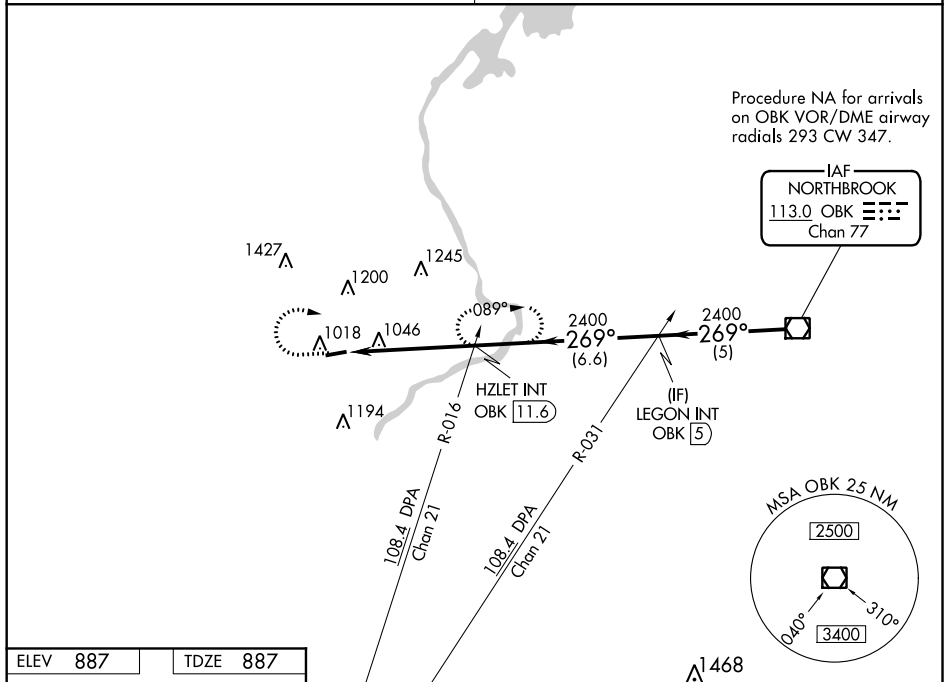 Procedure NA for arrivals
on OBK VOR/DME airway
radials 293 CW 347.
IAF
NORTHBROOK
113.0 OBK
Chan 77
1427
1200
1245
1018
1046
1194
089°
2400
269°
(6.6)
2400
269°
(5)
HZLET INT
OBK 11.6
(IF)
LEGON INT
OBK 5
R-016
R-031
108.4 DPA
Chan 21
108.4 DPA
Chan 21
MSA OBK 25 NM
2500
040°
310°
3400
ELEV 887
TDZE 887
1468